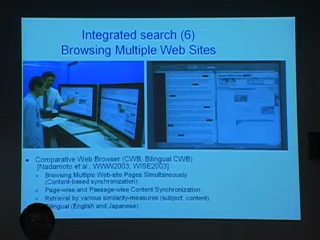 Integrated search (6)
Browsing Multiple Web Sites
Comparative Web Browser (CWB, Bilingual CWB)
[Nadamoto et al., WWW2003, WISE2003]
Browsing Multiple Web-site Pages Simultaneously
(Content-based synchronization)
Page-wise and Passage-wise Content Synchronization
Retrieval by various similarity-measures (subject, content)
Bilingual (English and Japanese)